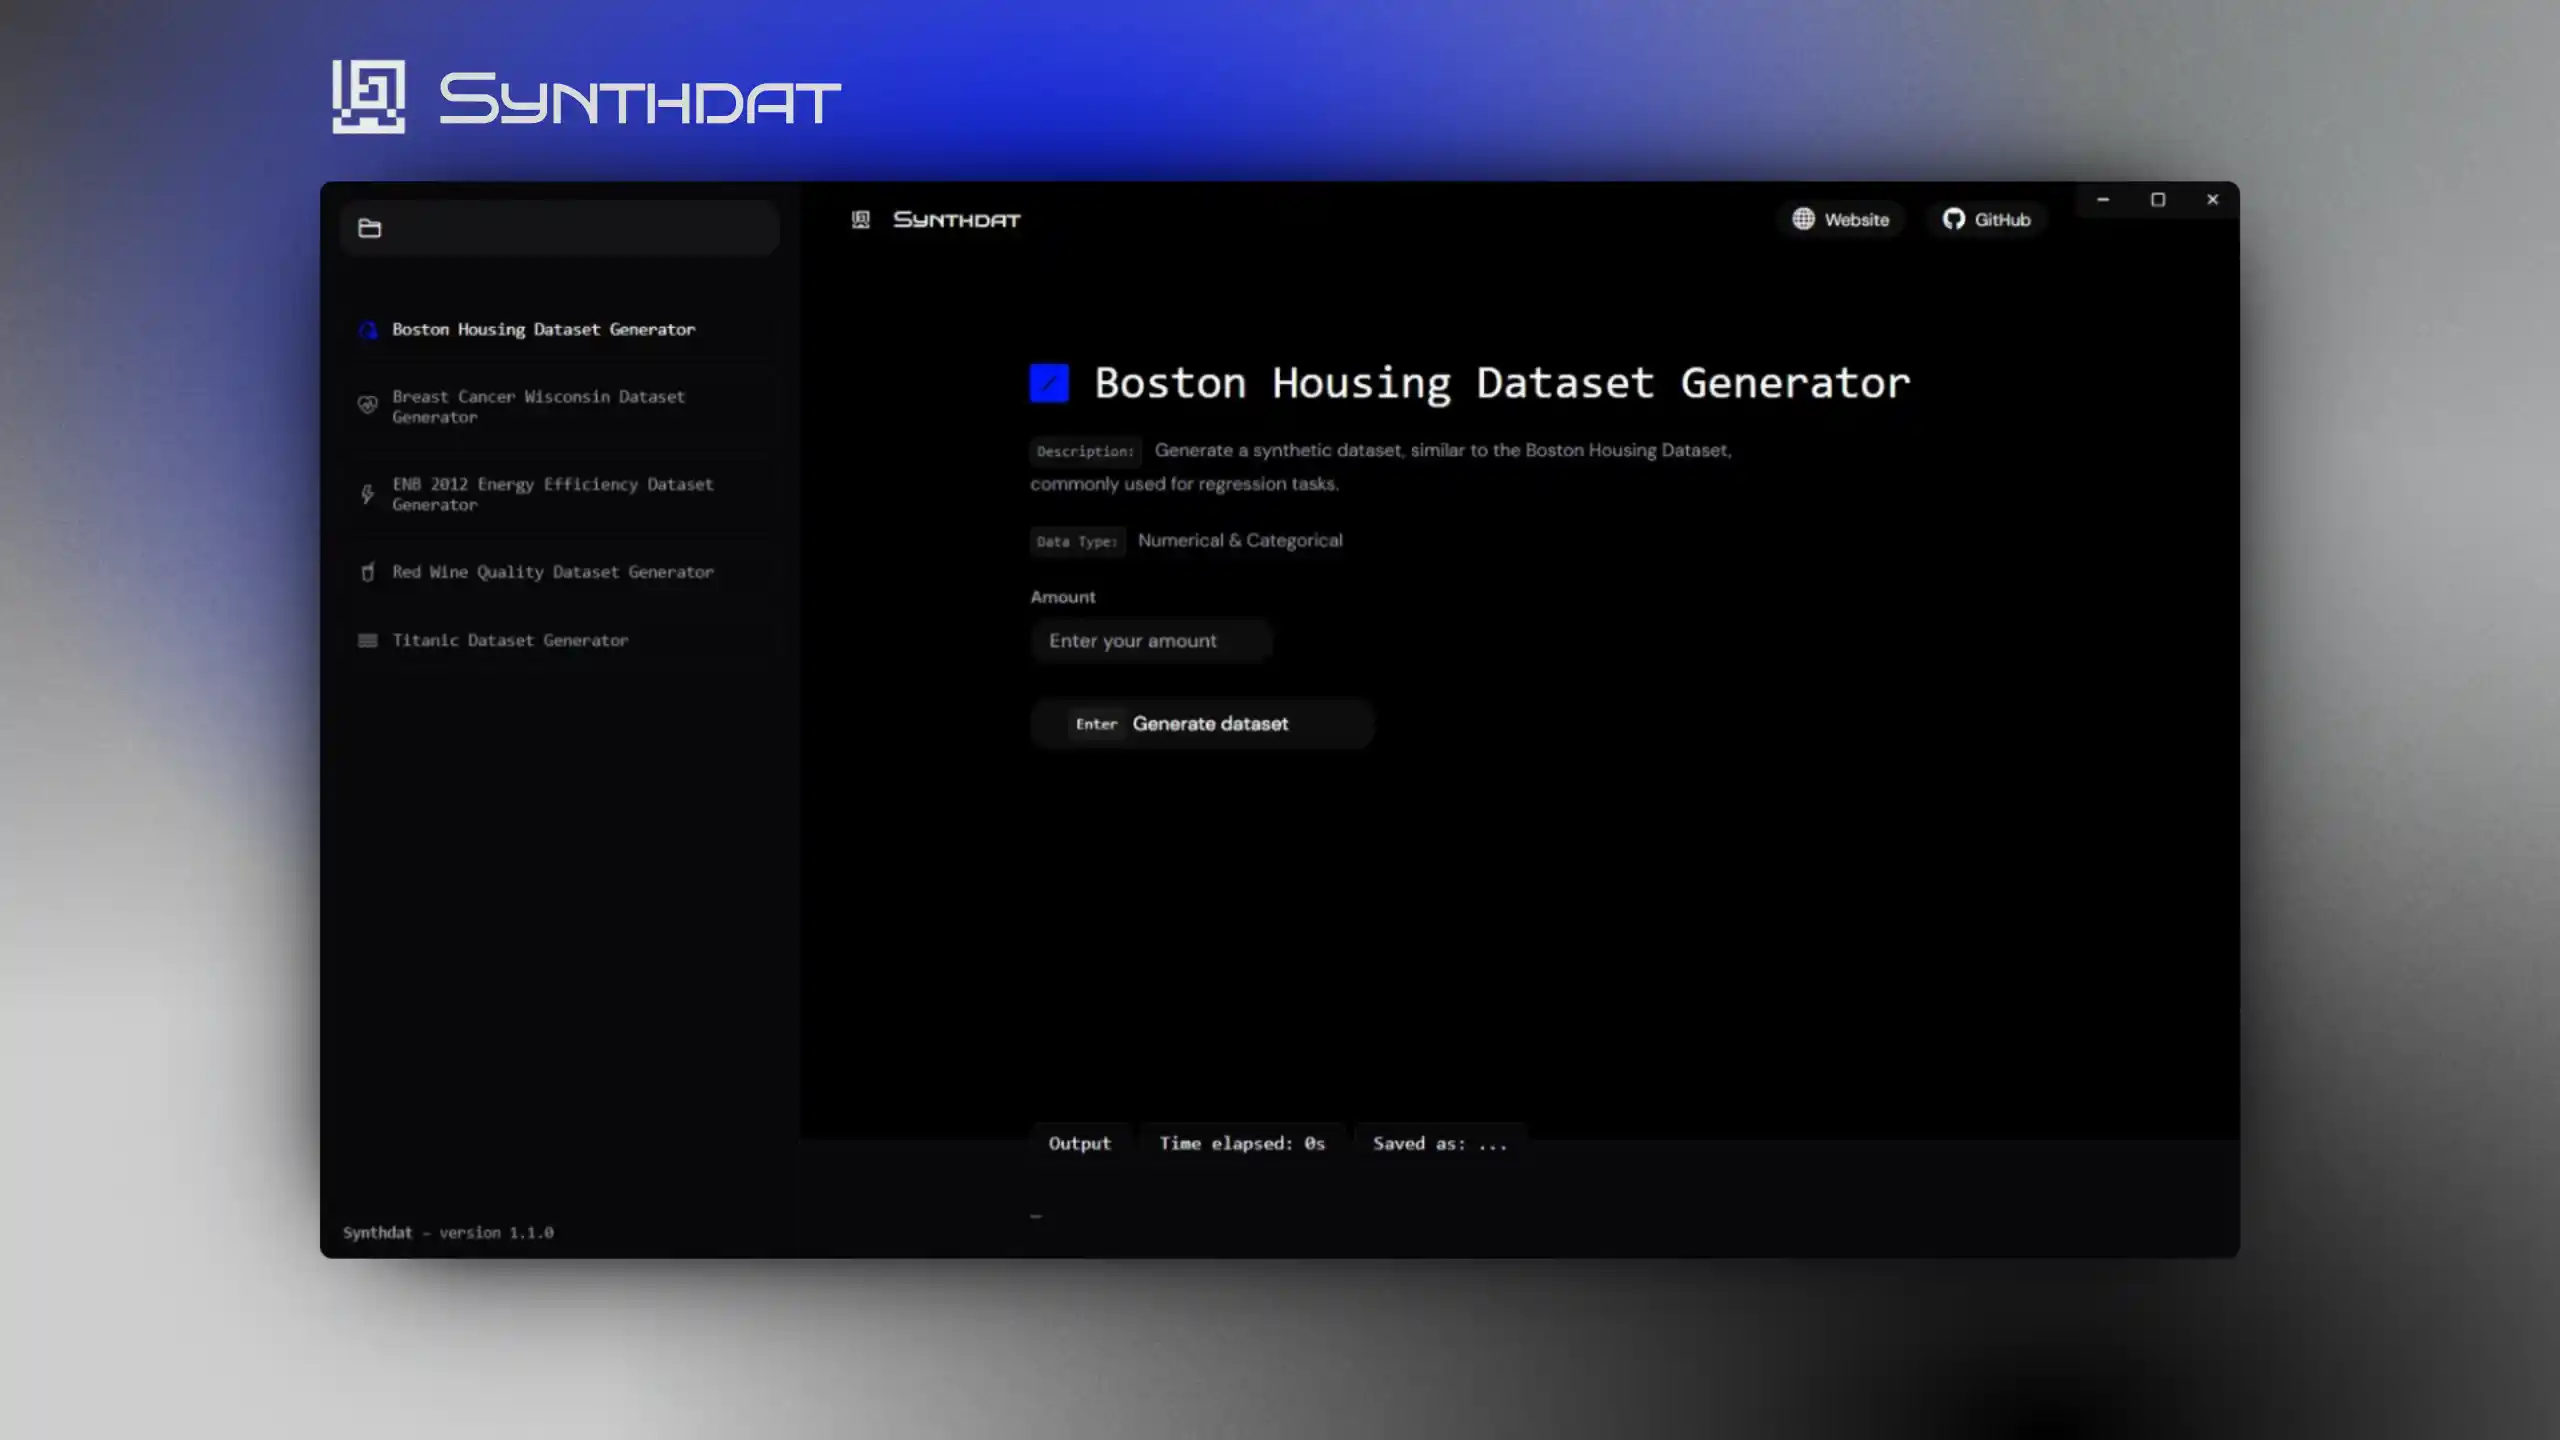 Synthdat
Synthdat
Website
GitHub
Boston Housing Dataset Generator
Breast Cancer Wisconsin Dataset
Generator
ENB 2012 Energy Efficiency Dataset
Generator
Red Wine Quality Dataset Generator
Titanic Dataset Generator
Synthdat – version 1.1.0
Boston Housing Dataset Generator
Description: Generate a synthetic dataset, similar to the Boston Housing Dataset,
commonly used for regression tasks.
Data Type: Numerical & Categorical
Amount
Enter your amount
Enter Generate dataset
Output
Time elapsed: 0s
Saved as: ...